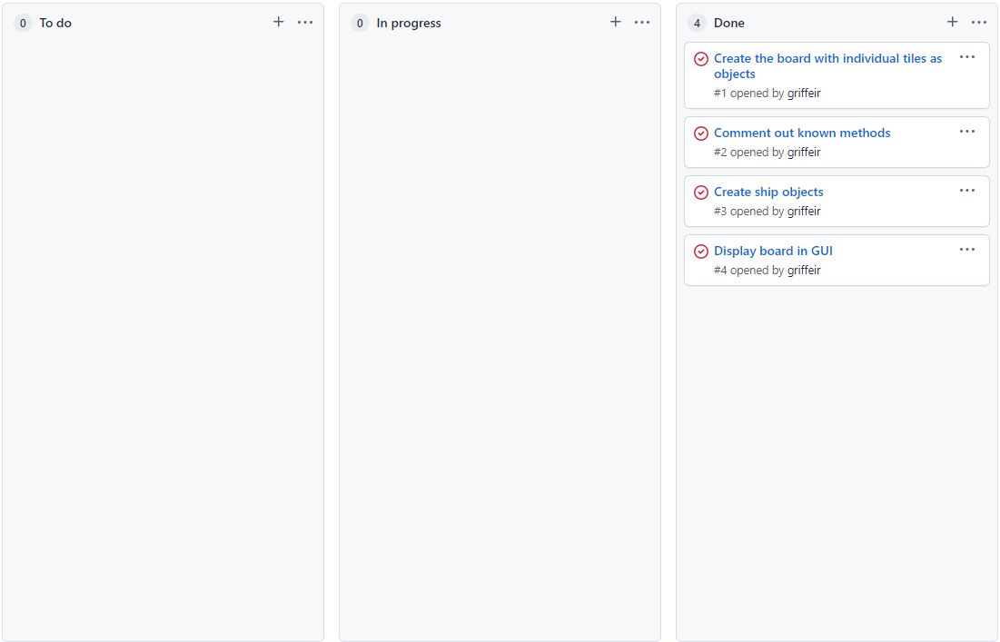 0 To do
0 In progress
4 Done
Create the board with individual tiles as
objects
#1 opened by griffeir
Comment out known methods
#2 opened by griffeir
Create ship objects
#3 opened by griffeir
Display board in GUI
#4 opened by griffeir